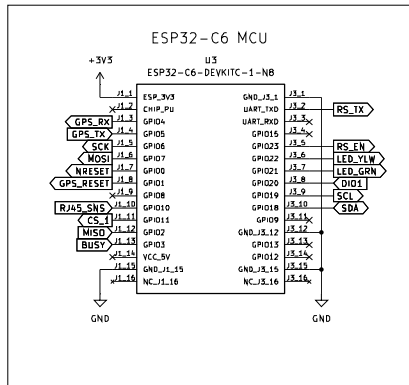 ESP32-C6 MCU
+3V3
U3
ESP32-C6-DEVKITC-1-N8
J1_1 ESP_3V3 GND_J3_1 J3_1
J1_2 CHIP_PU UART_TXD J3_2 RS_TX
GPS_RX J1_3 GPIO4 UART_RXD J3_3
GPS_TX J1_4 GPIO5 GPIO15 J3_4
SCK J1_5 GPIO6 GPIO23 J3_5 RS_EN
MOSI J1_6 GPIO7 GPIO22 J3_6 LED_YLW
NRESET J1_7 GPIO0 GPIO21 J3_7 LED_GRN
GPS_RESET J1_8 GPIO1 GPIO20 J3_8 DIO1
J1_9 GPIO8 GPIO19 J3_9 SCL
RJ45_SNS J1_10 GPIO10 GPIO18 J3_10 SDA
CS_1 J1_11 GPIO11 GPIO9 J3_11
MISO J1_12 GPIO2 GND_J3_12 J3_12
BUSY J1_13 GPIO3 GPIO13 J3_13
J1_14 VCC_5V GPIO12 J3_14
J1_15 GND_J1_15 GND_J3_15 J3_15
J1_16 NC_J1_16 NC_J3_16 J3_16
GND GND